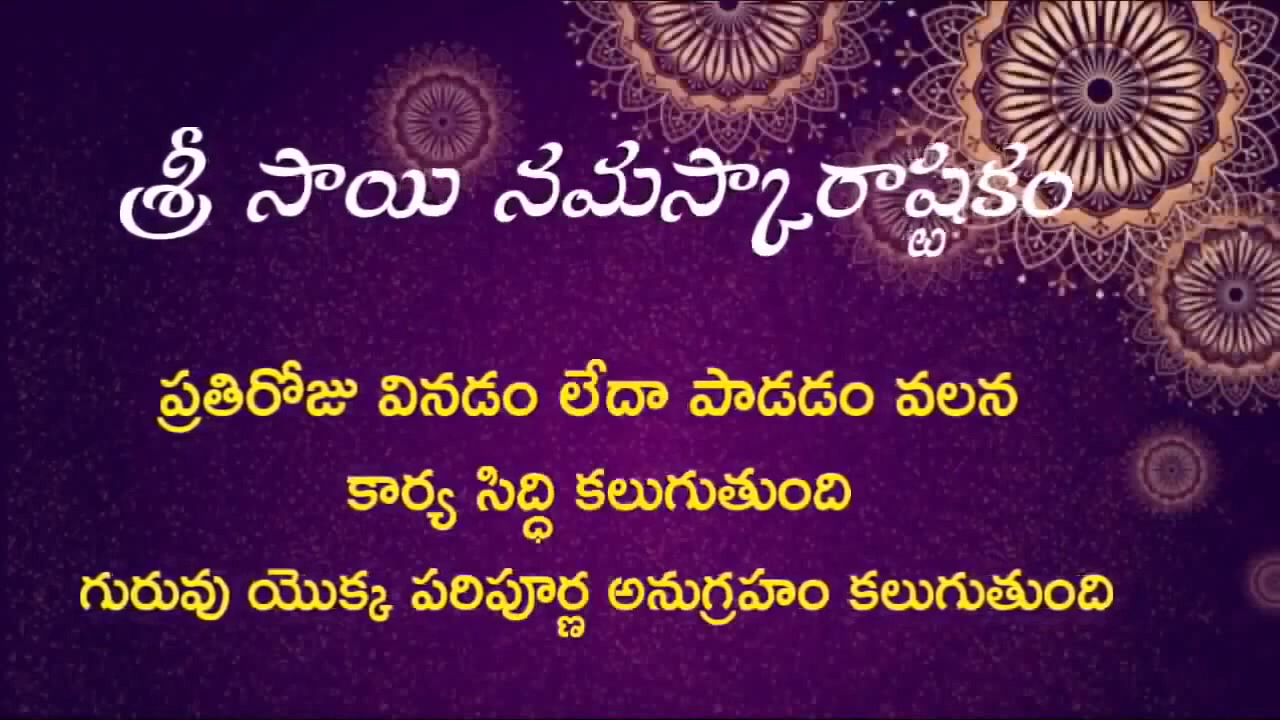 శ్రీ సాయి నమస్కారాష్టకం
ప్రతిరోజు వినడం లేదా పాడడం వలన
కార్య సిద్ధి కలుగుతుంది
గురువు యొక్క పరిపూర్ణ అనుగ్రహం కలుగుతుంది